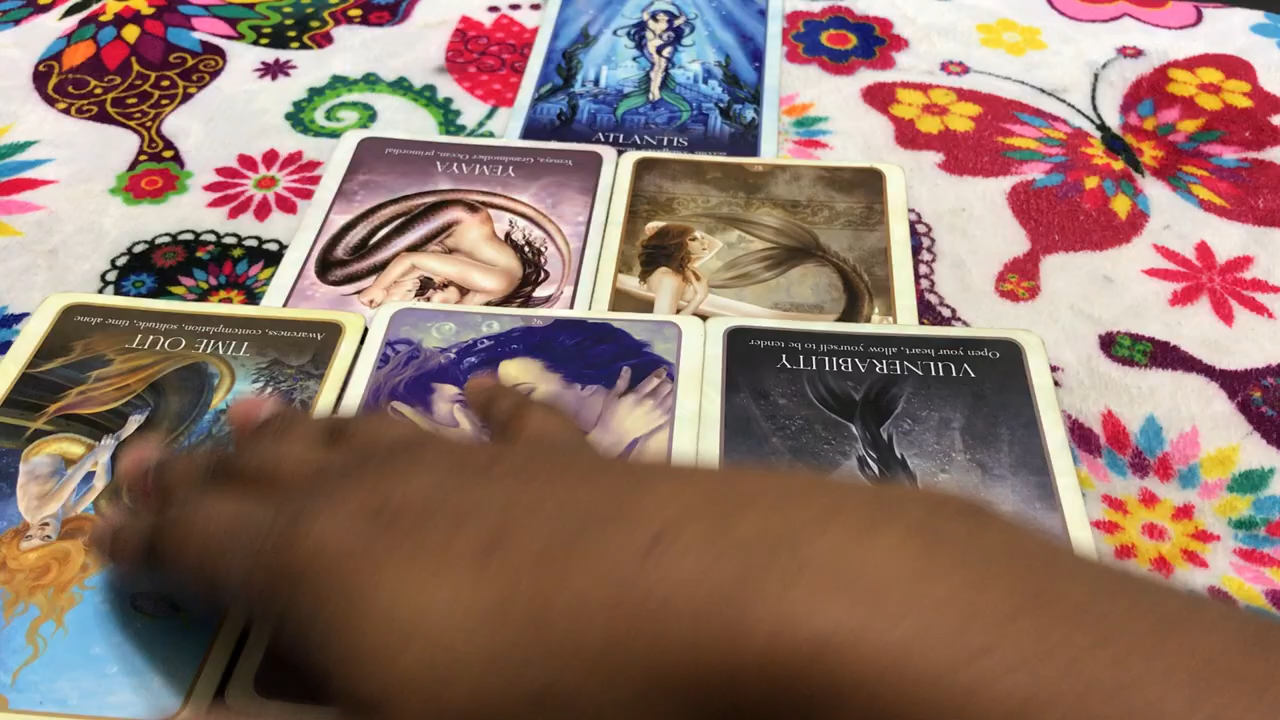 ATLANTIS
Yemaya, Grandmother Ocean, primordial
YEMAYA
Awareness, contemplation, solitude, time alone
TIME OUT
26
Open your heart, allow yourself to be tender
VULNERABILITY